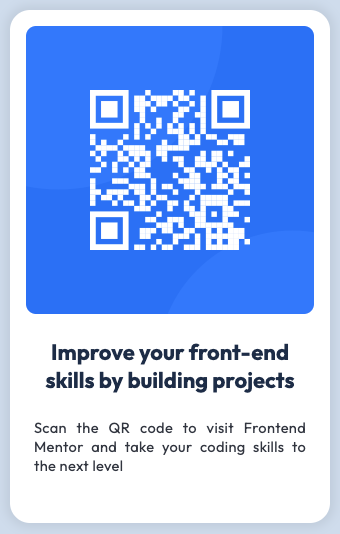 Improve your front-end
skills by building projects
Scan the QR code to visit Frontend
Mentor and take your coding skills to
the next level